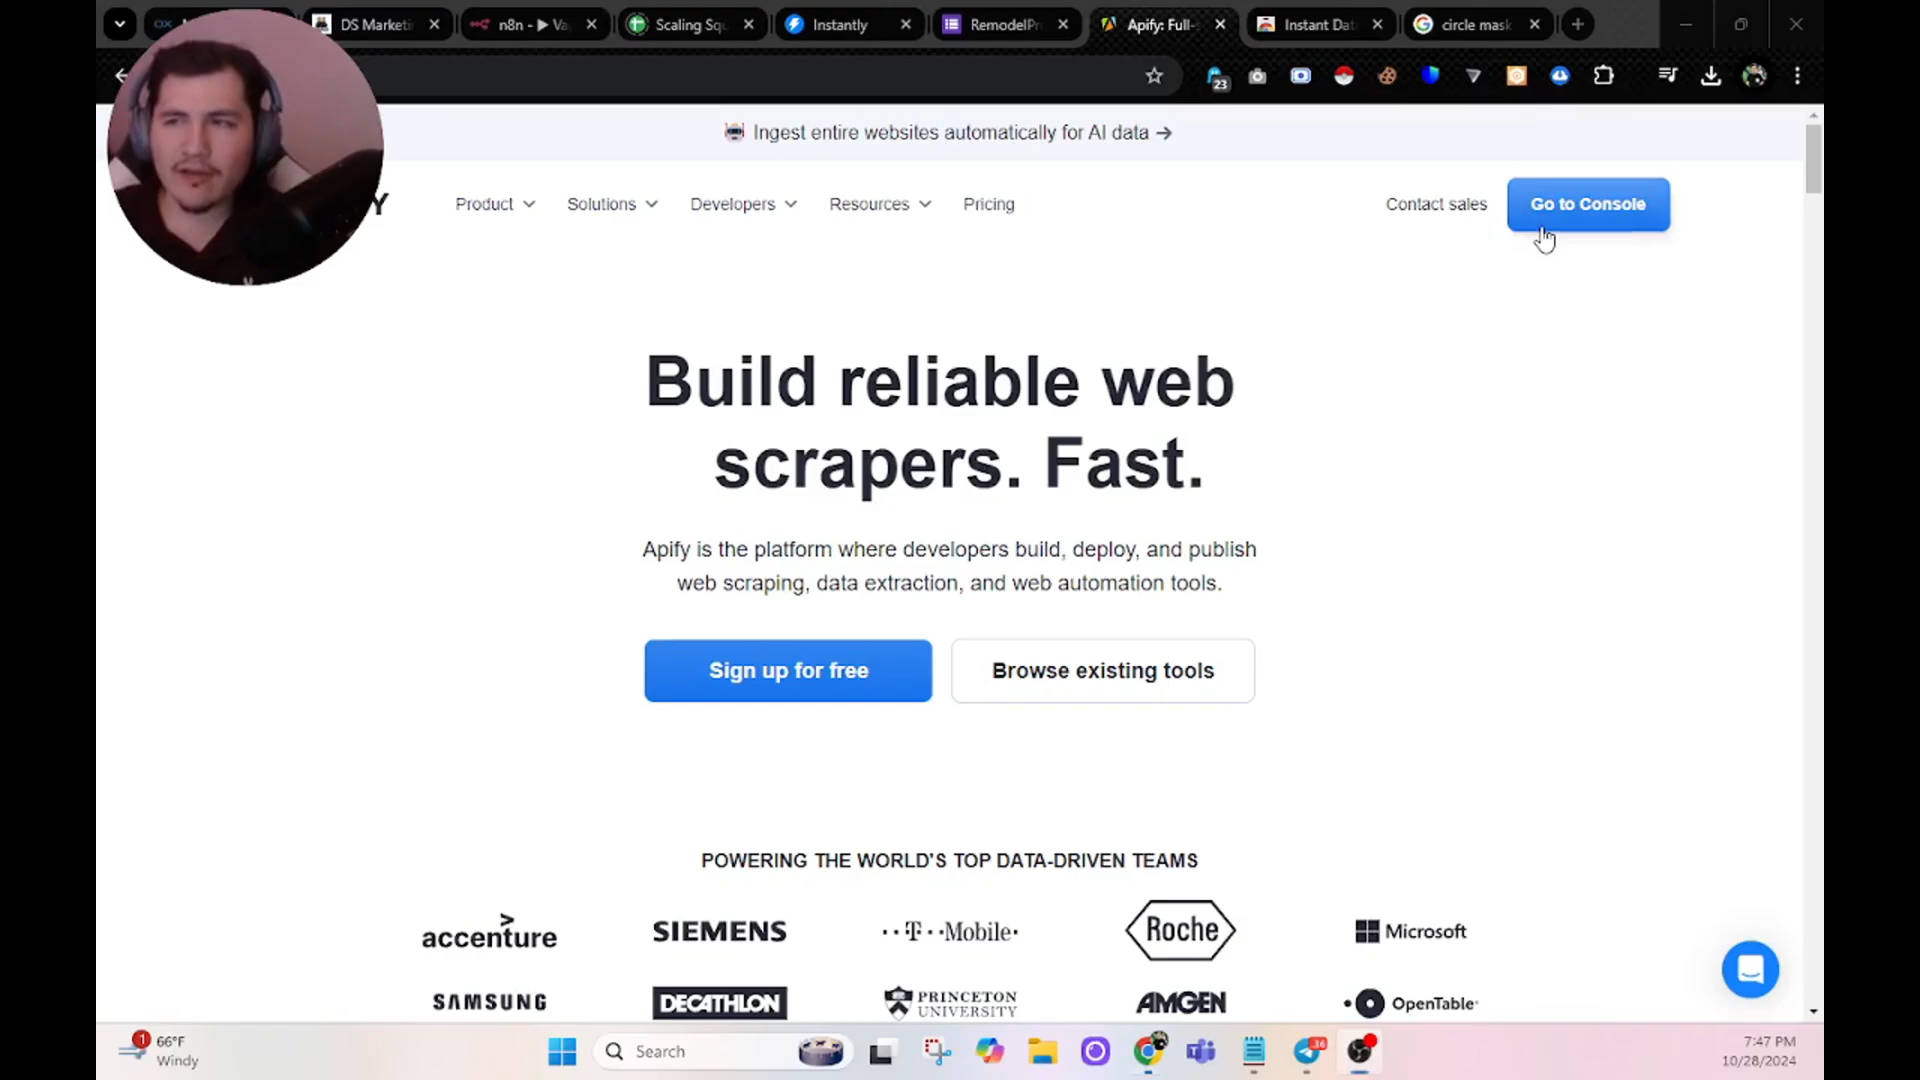 DS Marketi
n8n - ▶ Va
Scaling Squ
Instantly
RemodelPr
Apify: Full-
Instant Dat
circle mask
23
Ingest entire websites automatically for AI data →
Y
Product
Solutions
Developers
Resources
Pricing
Contact sales
Go to Console
Build reliable web
scrapers. Fast.
Apify is the platform where developers build, deploy, and publish
web scraping, data extraction, and web automation tools.
Sign up for free
Browse existing tools
POWERING THE WORLD'S TOP DATA-DRIVEN TEAMS
accenture
SIEMENS
T Mobile
Roche
Microsoft
SAMSUNG
DECATHLON
PRINCETON
UNIVERSITY
AMGEN
OpenTable
1
66°F
Windy
Search
36
7:47 PM
10/28/2024